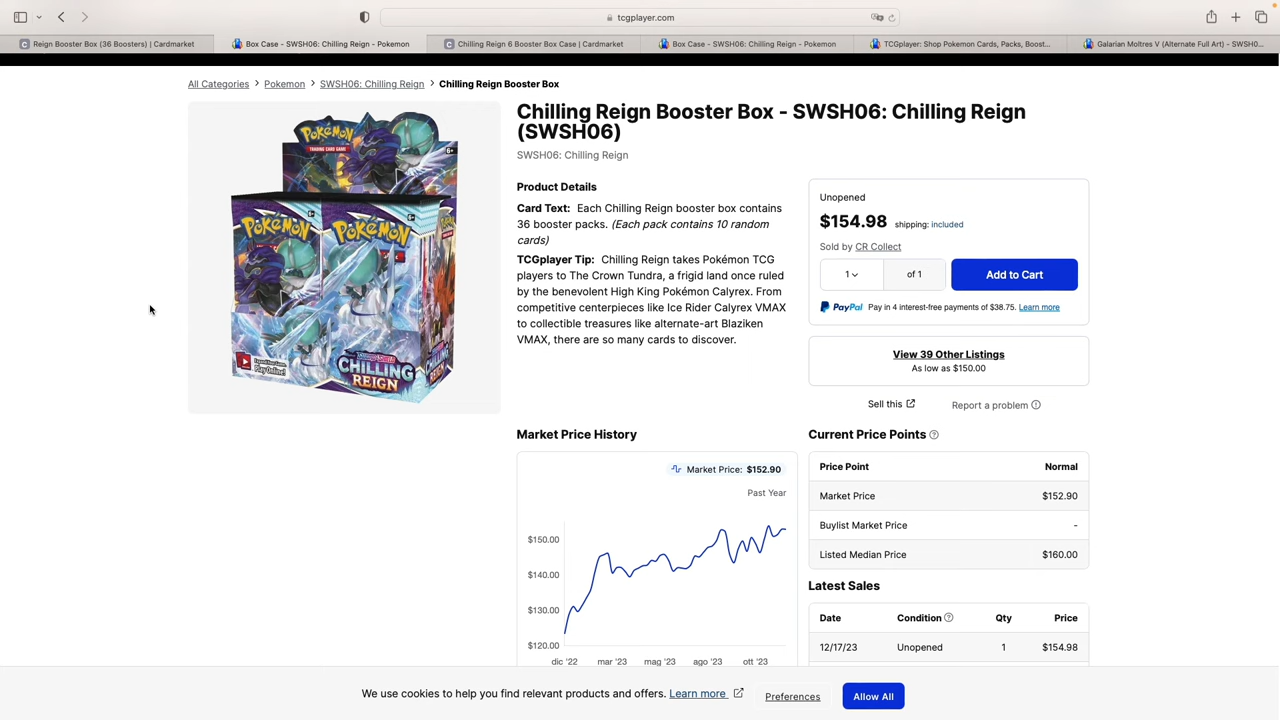 tcgplayer.com
Reign Booster Box (36 Boosters) | Cardmarket
Box Case - SWSH06: Chilling Reign - Pokemon
Chilling Reign 6 Booster Box Case | Cardmarket
Box Case - SWSH06: Chilling Reign - Pokemon
TCGplayer: Shop Pokemon Cards, Packs, Boost...
Galarian Moltres V (Alternate Full Art) - SWSH0...
All Categories > Pokemon > SWSH06: Chilling Reign > Chilling Reign Booster Box
POKÉMON
TRADING CARD GAME
6+
POKÉMON
POKÉMON
Play Online!
CHILLING
REIGN
Chilling Reign Booster Box - SWSH06: Chilling Reign
(SWSH06)
SWSH06: Chilling Reign
Product Details
Card Text: Each Chilling Reign booster box contains
36 booster packs. (Each pack contains 10 random
cards)
TCGplayer Tip: Chilling Reign takes Pokémon TCG
players to The Crown Tundra, a frigid land once ruled
by the benevolent High King Pokémon Calyrex. From
competitive centerpieces like Ice Rider Calyrex VMAX
to collectible treasures like alternate-art Blaziken
VMAX, there are so many cards to discover.
Unopened
$154.98 shipping: included
Sold by CR Collect
1 of 1 Add to Cart
PayPal Pay in 4 interest-free payments of $38.75. Learn more
View 39 Other Listings
As low as $150.00
Sell this Report a problem
Market Price History
Market Price: $152.90
Past Year
$150.00
$140.00
$130.00
$120.00
dic '22 mar '23 mag '23 ago '23 ott '23
Current Price Points
Price Point Normal
Market Price $152.90
Buylist Market Price -
Listed Median Price $160.00
Latest Sales
Date Condition Qty Price
12/17/23 Unopened 1 $154.98
We use cookies to help you find relevant products and offers. Learn more
Preferences
Allow All